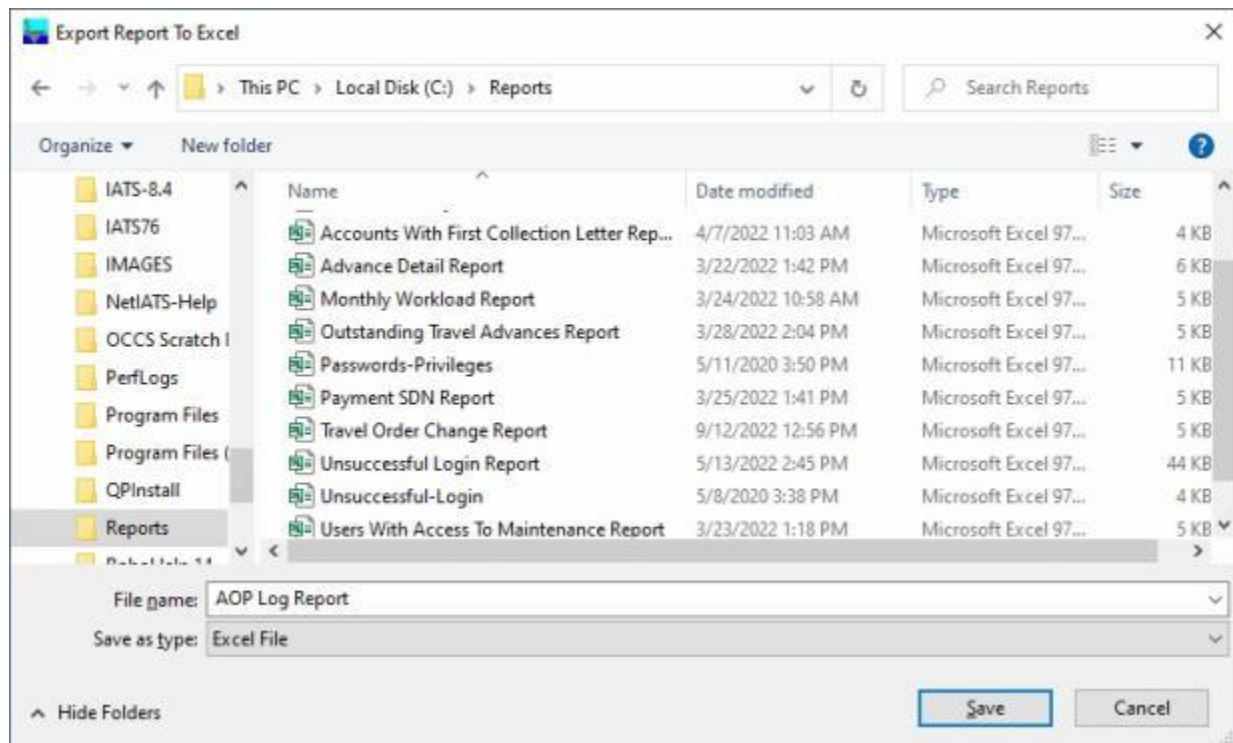 Export Report To Excel
This PC > Local Disk (C:) > Reports
Search Reports
Organize
New folder
Name Date modified Type Size
IATS-8.4
IATS76
IMAGES
NetIATS-Help
OCCS Scratch
PerfLogs
Program Files
Program Files (
QPInstall
Reports
Accounts With First Collection Letter Rep... 4/7/2022 11:03 AM Microsoft Excel 97... 4 KB
Advance Detail Report 3/22/2022 1:42 PM Microsoft Excel 97... 6 KB
Monthly Workload Report 3/24/2022 10:58 AM Microsoft Excel 97... 5 KB
Outstanding Travel Advances Report 3/28/2022 2:04 PM Microsoft Excel 97... 5 KB
Passwords-Privileges 5/11/2020 3:50 PM Microsoft Excel 97... 11 KB
Payment SDN Report 3/25/2022 1:41 PM Microsoft Excel 97... 5 KB
Travel Order Change Report 9/12/2022 12:56 PM Microsoft Excel 97... 5 KB
Unsuccessful Login Report 5/13/2022 2:45 PM Microsoft Excel 97... 44 KB
Unsuccessful-Login 5/8/2020 3:38 PM Microsoft Excel 97... 4 KB
Users With Access To Maintenance Report 3/23/2022 1:18 PM Microsoft Excel 97... 5 KB
File name: AOP Log Report
Save as type: Excel File
Hide Folders
Save
Cancel